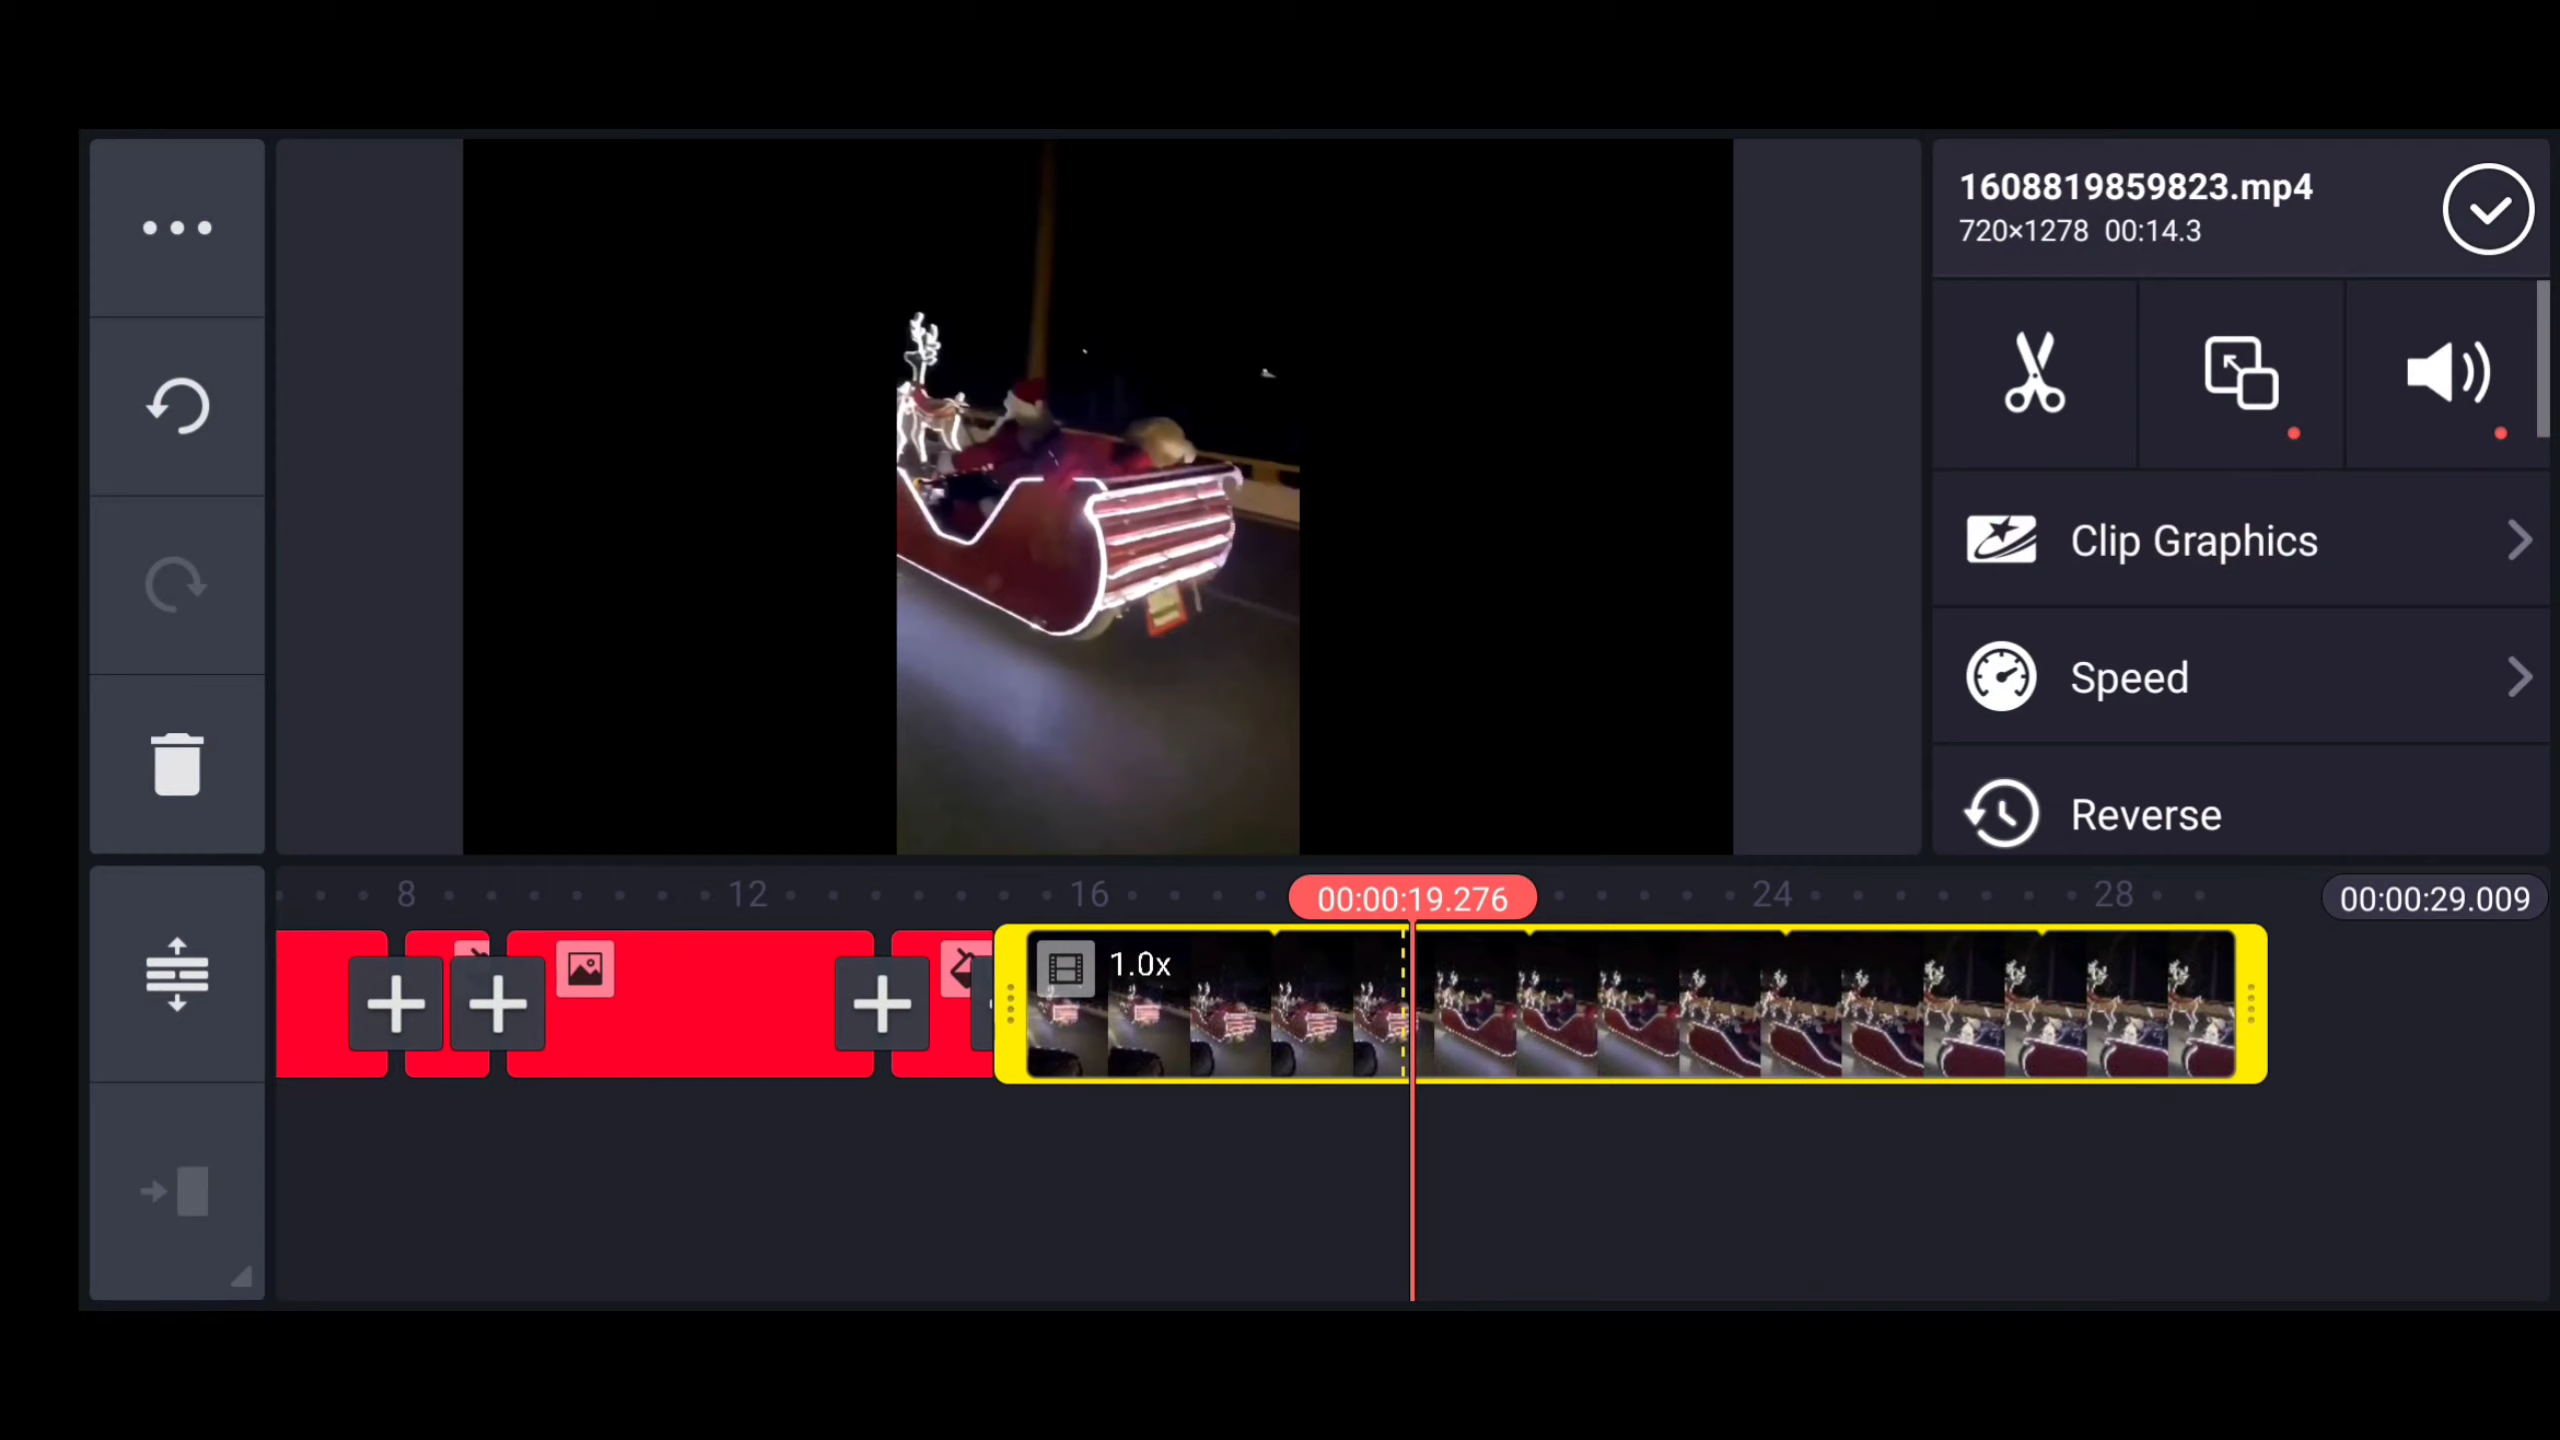 1608819859823.mp4
720×1278 00:14.3
Clip Graphics
Speed
Reverse
8 12 16 00:00:19.276 24 28 00:00:29.009
1.0x